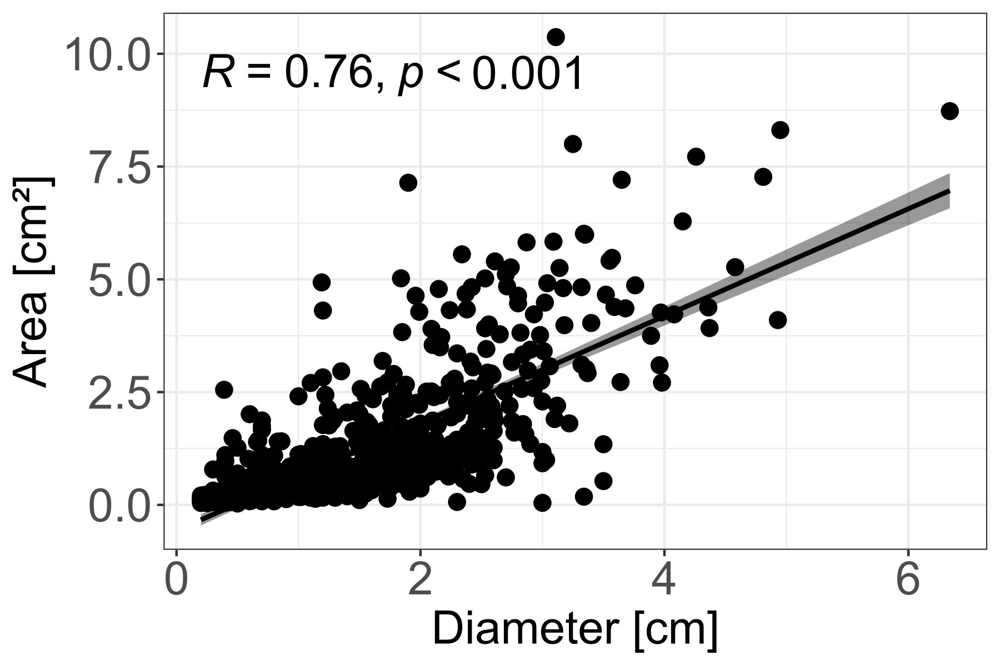 10.0
R = 0.76, p < 0.001
7.5
5.0
2.5
0.0
Area [cm²]
0 2 4 6
Diameter [cm]